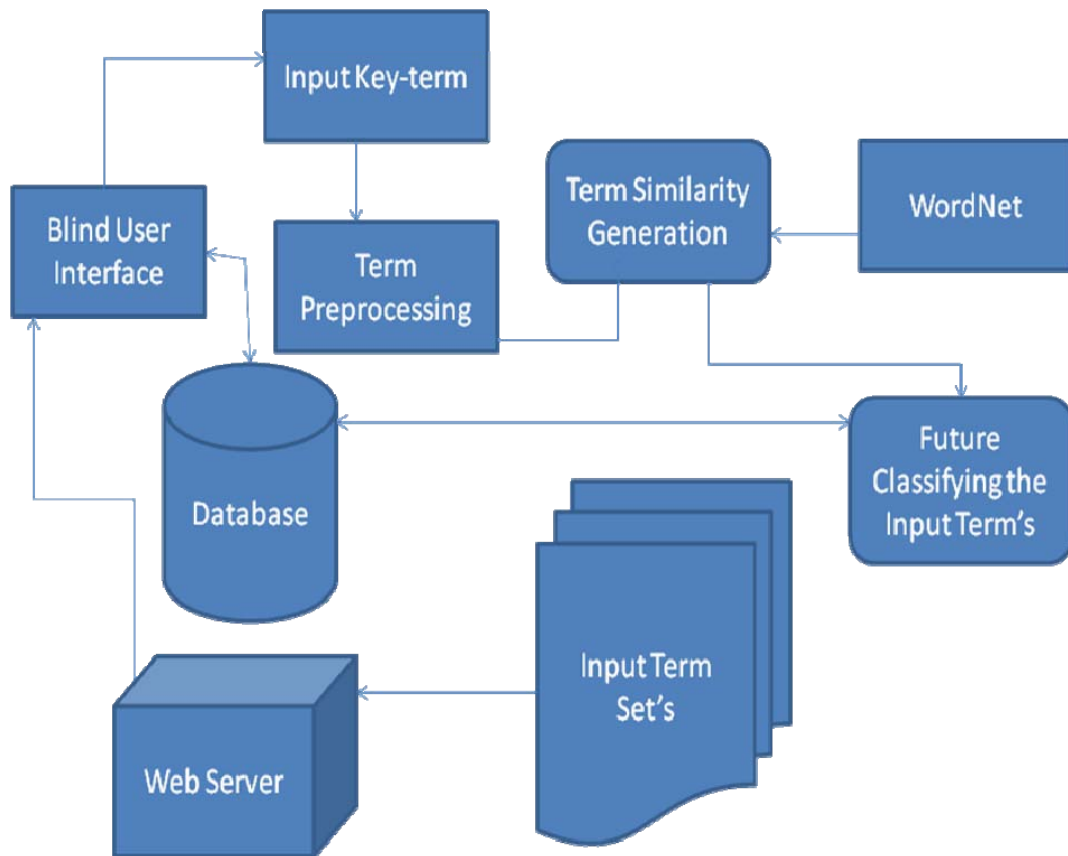 Input Key-term
Blind User
Interface
Term
Preprocessing
Term Similarity
Generation
WordNet
Database
Future
Classifying the
Input Term's
Input Term
Set's
Web Server